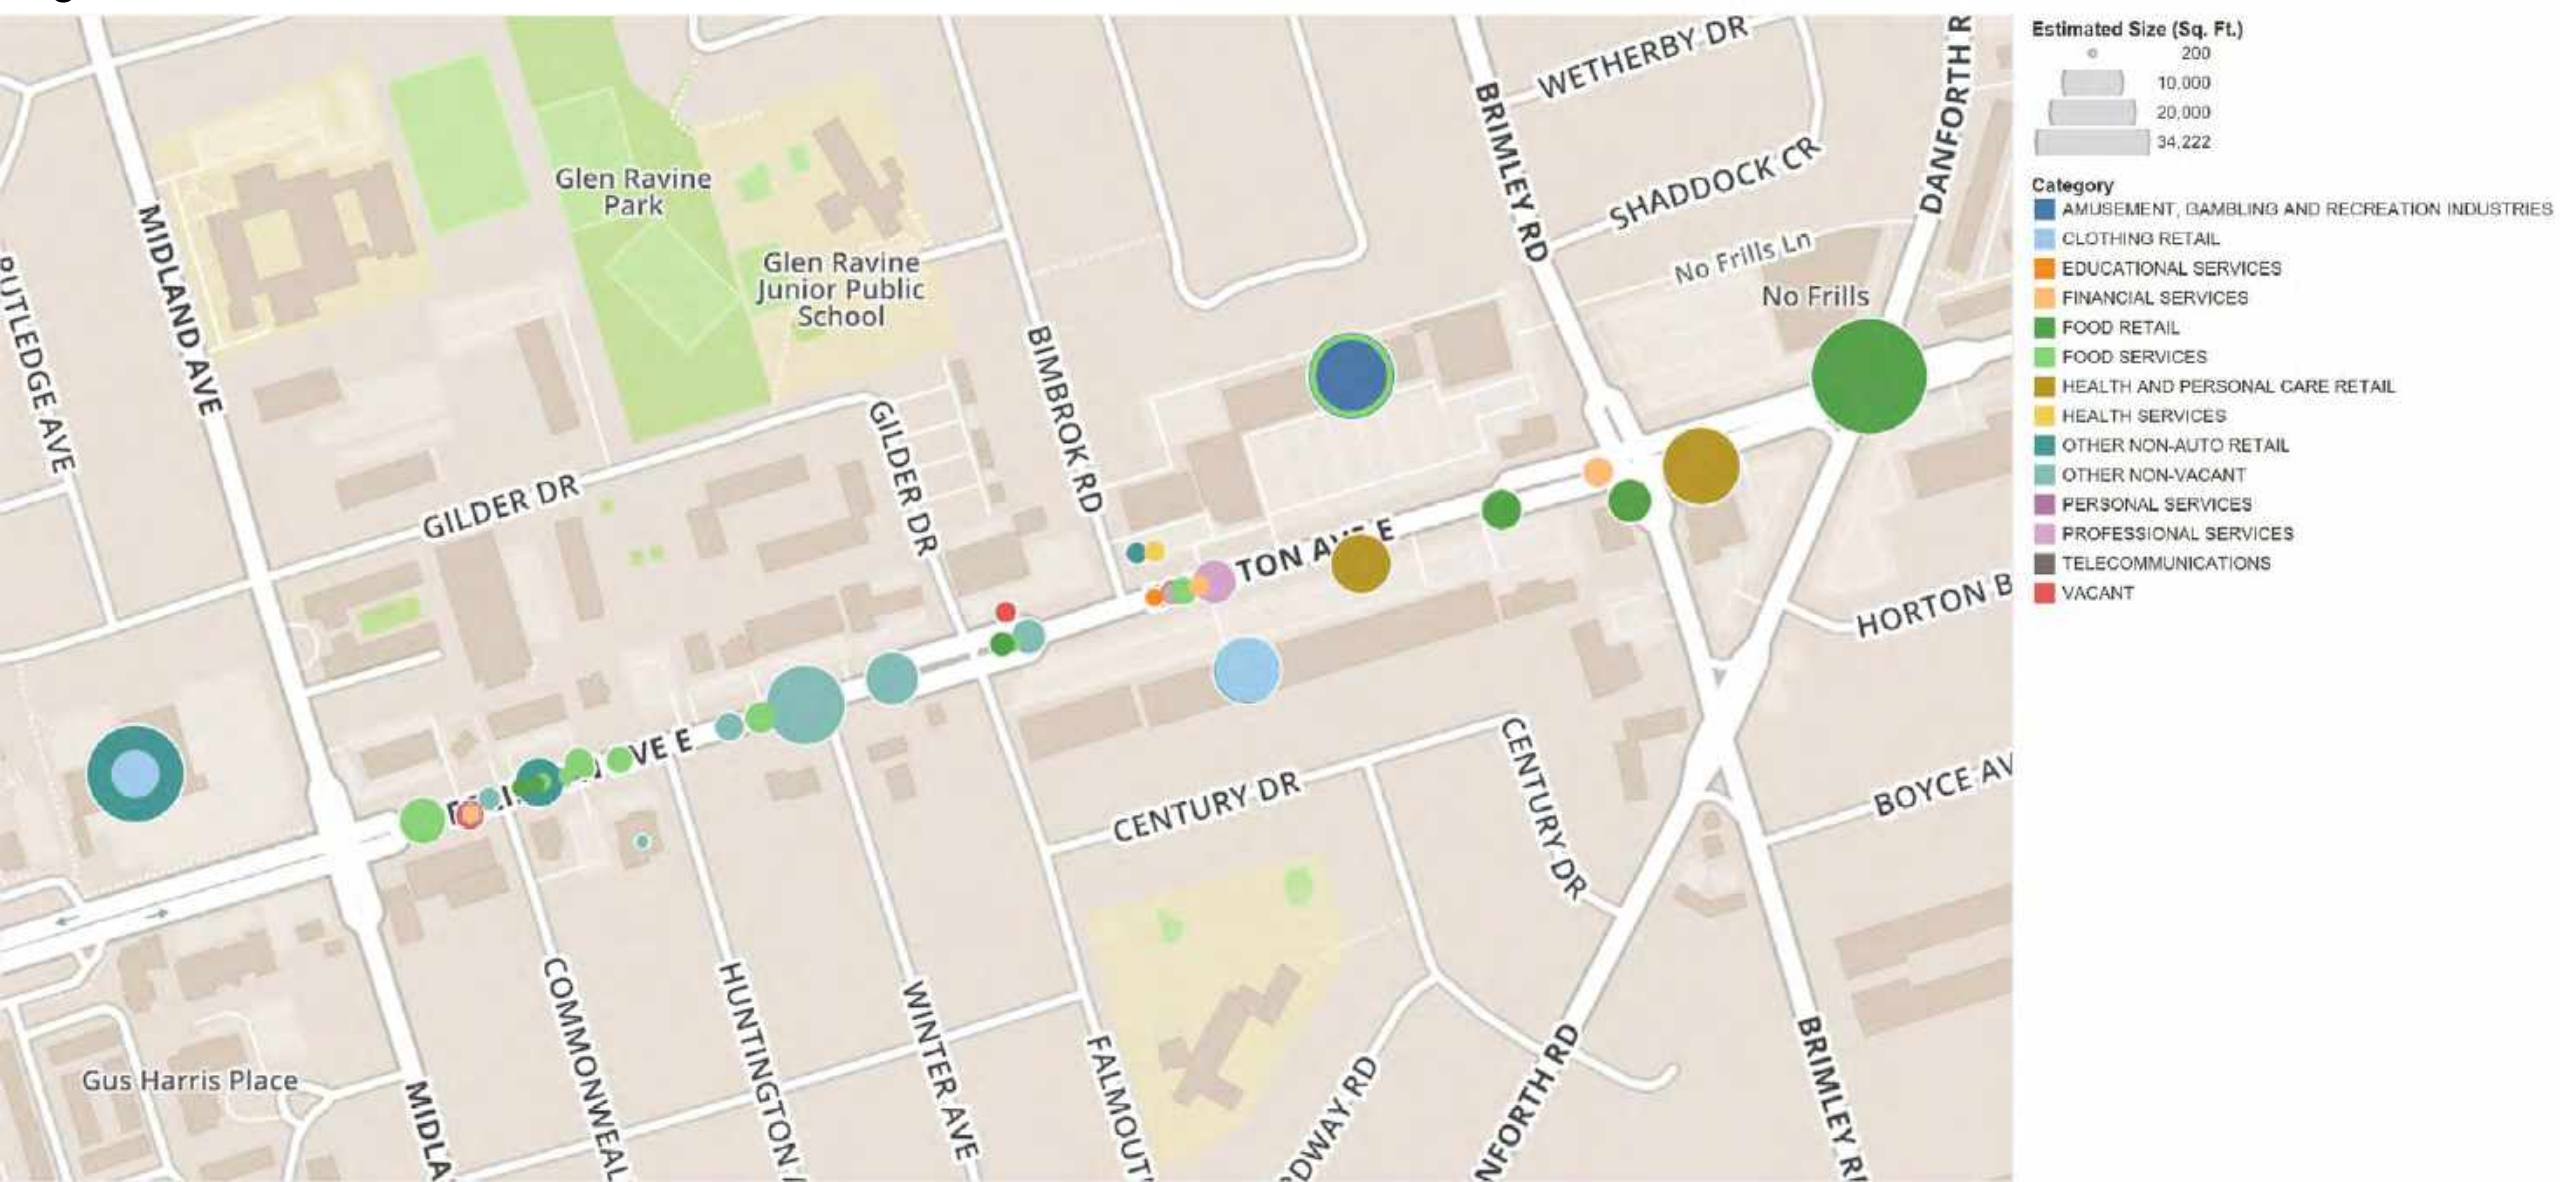 WETHERBY DR
DANFORTH R
BRIMLEY RD
SHADDOCK CR
No Frills Ln
No Frills
Glen Ravine
Park
Glen Ravine
Junior Public
School
MIDLAND AVE
RUTLEDGE AVE
BIMBROK RD
GILDER DR
GILDER DR
TON AVE E
HORTON B
VE E
CENTURY DR
CENTURY DR
BOYCE AV
COMMONWEAL
HUNTINGTON
WINTER AVE
FALMOUT
Gus Harris Place
MIDLA
DWAY RD
NFORTH RD
BRIMLEY R
Estimated Size (Sq. Ft.)
200
10,000
20,000
34,222
Category
AMUSEMENT, GAMBLING AND RECREATION INDUSTRIES
CLOTHING RETAIL
EDUCATIONAL SERVICES
FINANCIAL SERVICES
FOOD RETAIL
FOOD SERVICES
HEALTH AND PERSONAL CARE RETAIL
HEALTH SERVICES
OTHER NON-AUTO RETAIL
OTHER NON-VACANT
PERSONAL SERVICES
PROFESSIONAL SERVICES
TELECOMMUNICATIONS
VACANT